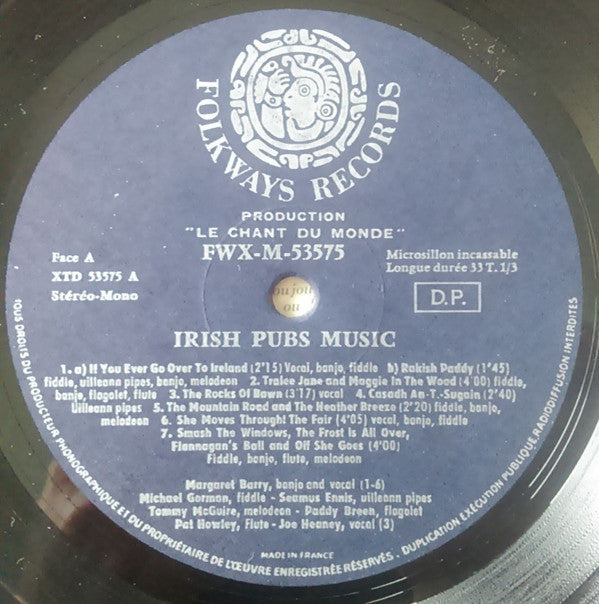 FOLKWAYS RECORDS
PRODUCTION
"LE CHANT DU MONDE"
FWX-M-53575
Face A
XTD 53575 A
Stéréo-Mono
Microsillon incassable
Longue durée 33 T. 1/3
D.P.
oujou
ou
IRISH PUBS MUSIC
1. a) If You Ever Go Over To Ireland (2'15) Vocal, banjo, fiddle b) Rakish Paddy (1'45)
fiddle, uilleann pipes, banjo, melodeon - 2. Tralee Jane and Maggie In The Wood (4'00) fiddle,
banjo, flagolet, flute 3. The Rocks Of Bawn (3'17) vocal 4. Casadh An-T.-Sugain (2'40)
Uilleann pipes 5. The Mountain Road and The Heather Breeze (2'20) fiddle, banjo,
melodeon 6. She Moves Through! The Fair (4'05) vocal, banjo, fiddle
7. Smash The Windows, The Frost Is All Over,
Flannagan's Ball and Off She Goes (4'00)
Fiddle, banjo, flute, melodeon
Margaret Barry, banjo and vocal (1-6)
Michael Gorman, fiddle - Seamus Ennis, uilleann pipes
Tommy McGuire, melodeon - Paddy Breen, flagolet
Pat Howley, Flute - Joe Heaney, vocal (3)
MADE IN FRANCE
TOUS DROITS DU PRODUCTEUR PHONOGRAPHIQUE ET DU PROPRIÉTAIRE DE L'ŒUVRE ENREGISTRÉE RÉSERVÉS. - DUPLICATION EXÉCUTION PUBLIQUE, RADIODIFFUSION INTERDITES